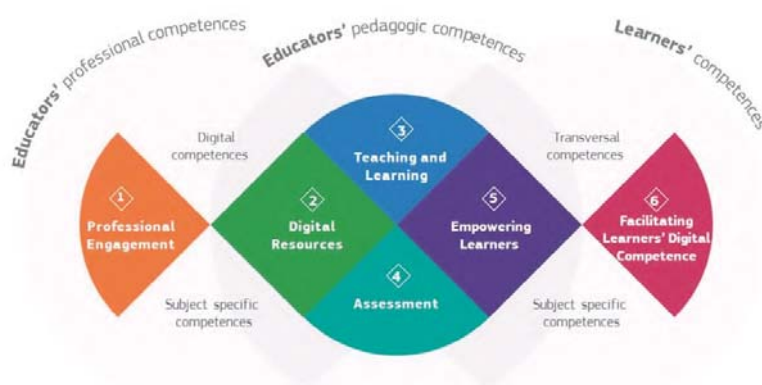 Educators' professional competences
Educators' pedagogic competences
Learners' competences
Digital
competences
Transversal
competences
1
Professional
Engagement
2
Digital
Resources
3
Teaching and
Learning
4
Assessment
5
Empowering
Learners
6
Facilitating
Learners' Digital
Competence
Subject specific
competences
Subject specific
competences